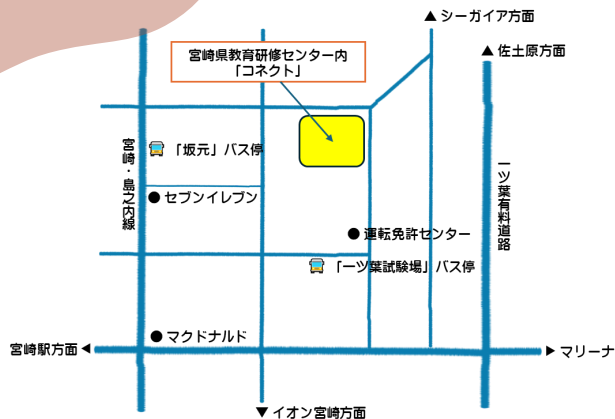 ▲ シーガイア方面
▲ 佐土原方面
宮崎県教育研修センター内
「コネクト」
宮崎・島之内線
「坂元」バス停
● セブンイレブン
一ツ葉有料道路
● 運転免許センター
「一ツ葉試験場」バス停
● マクドナルド
宮崎駅方面 ◀
▶ マリーナ
▼ イオン宮崎方面